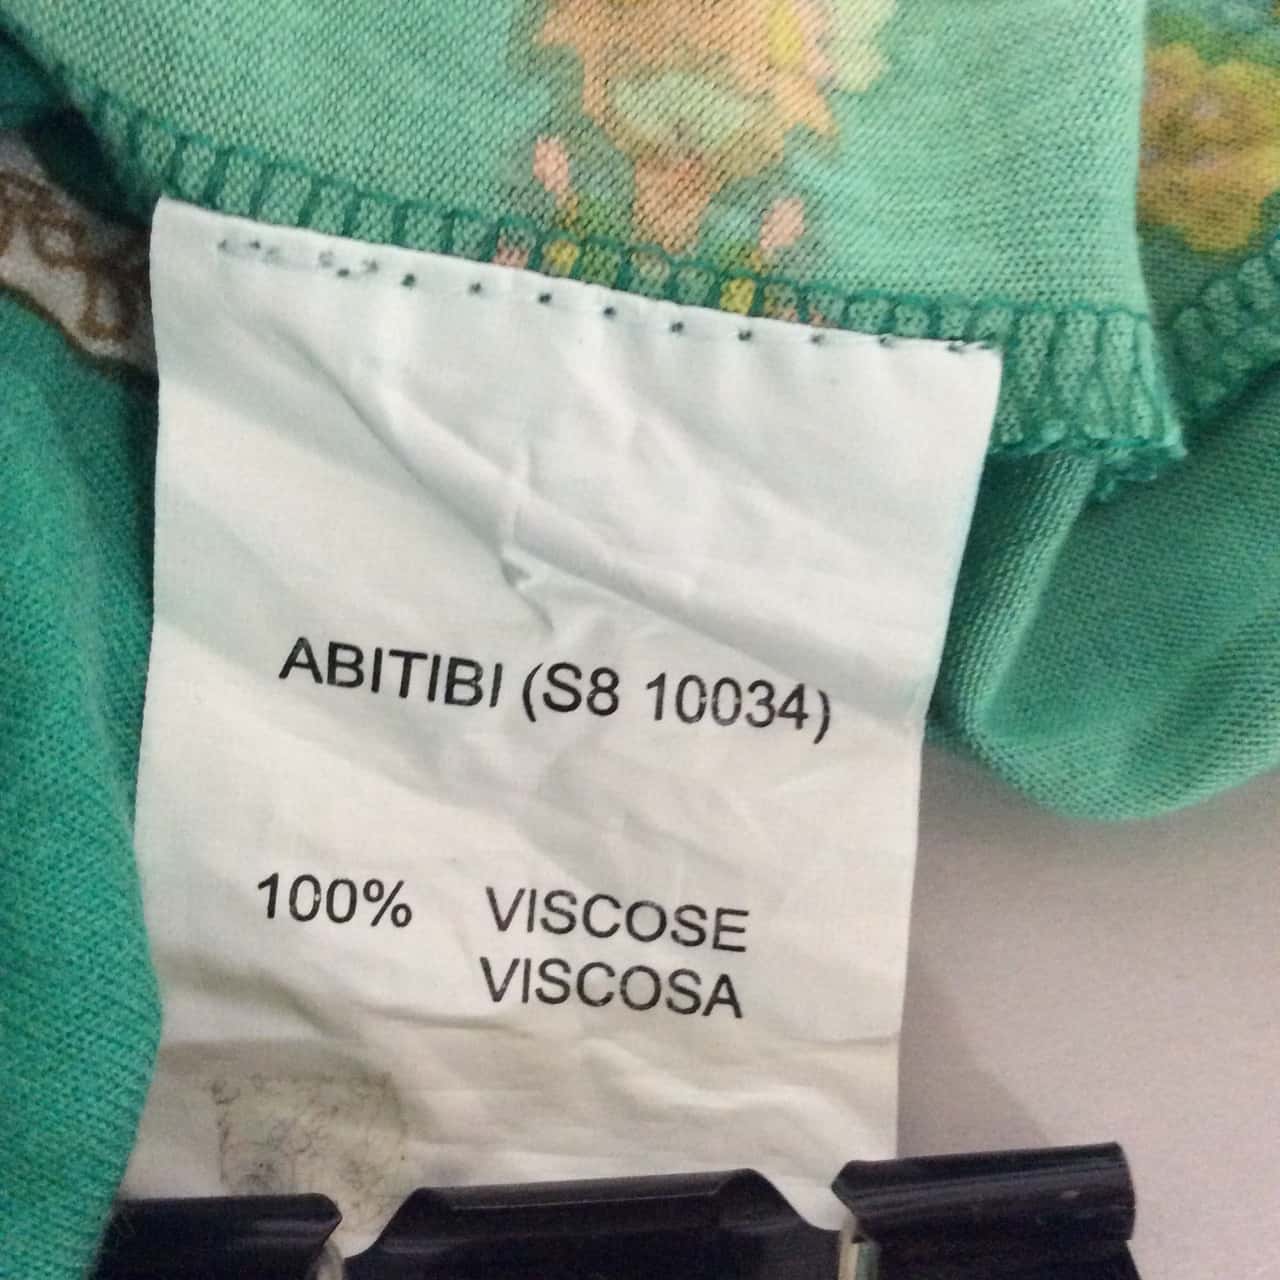 ABITIBI (S8 10034)
100% VISCOSE
VISCOSA